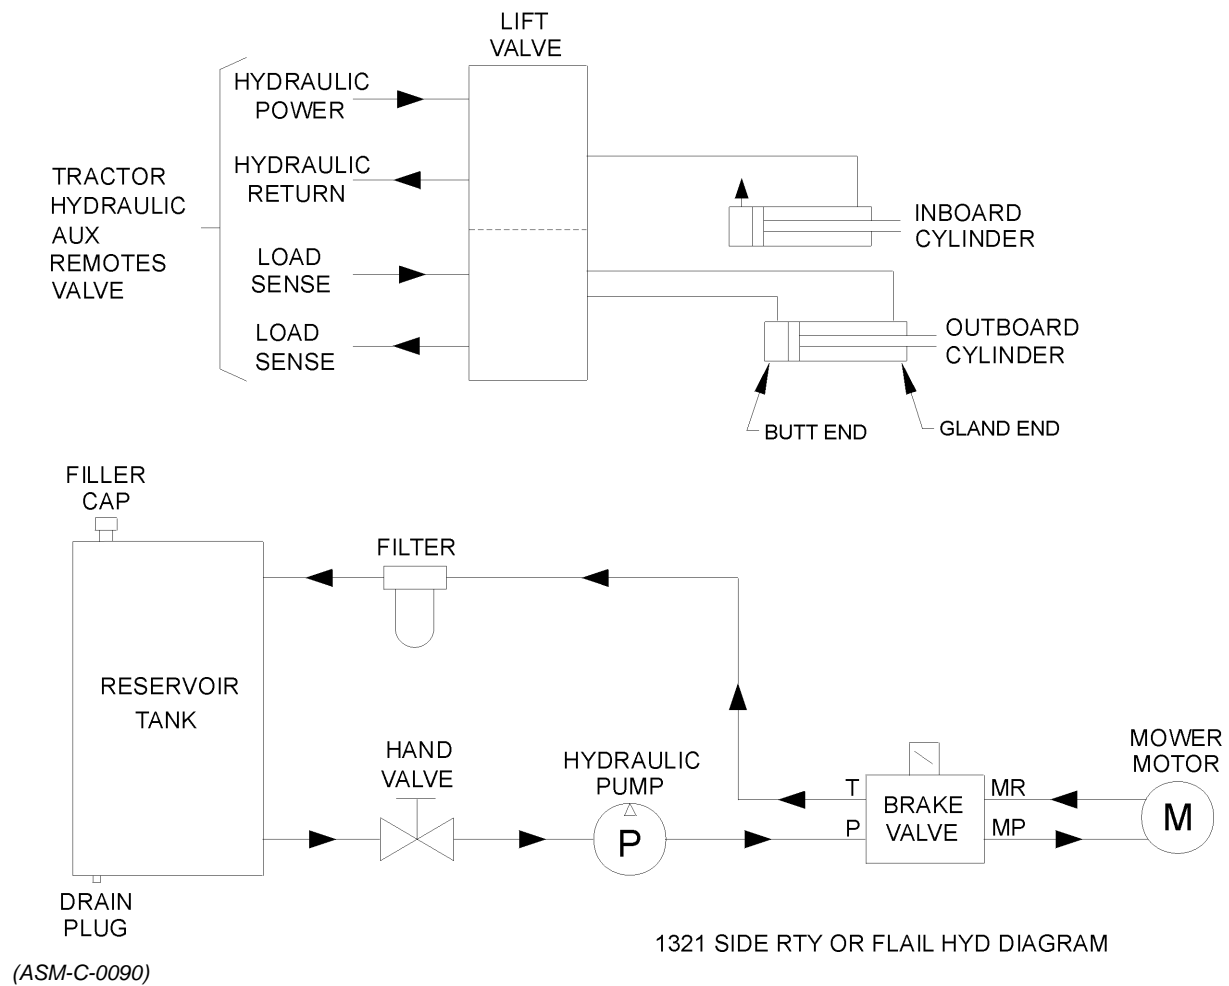 LIFT
VALVE
HYDRAULIC
POWER
HYDRAULIC
RETURN
TRACTOR
HYDRAULIC
AUX
REMOTES
VALVE
LOAD
SENSE
LOAD
SENSE
INBOARD
CYLINDER
OUTBOARD
CYLINDER
BUTT END
GLAND END
FILLER
CAP
FILTER
RESERVOIR
TANK
HAND
VALVE
HYDRAULIC
PUMP
P
T
P
BRAKE
VALVE
MR
MP
MOWER
MOTOR
M
DRAIN
PLUG
1321 SIDE RTY OR FLAIL HYD DIAGRAM
(ASM-C-0090)